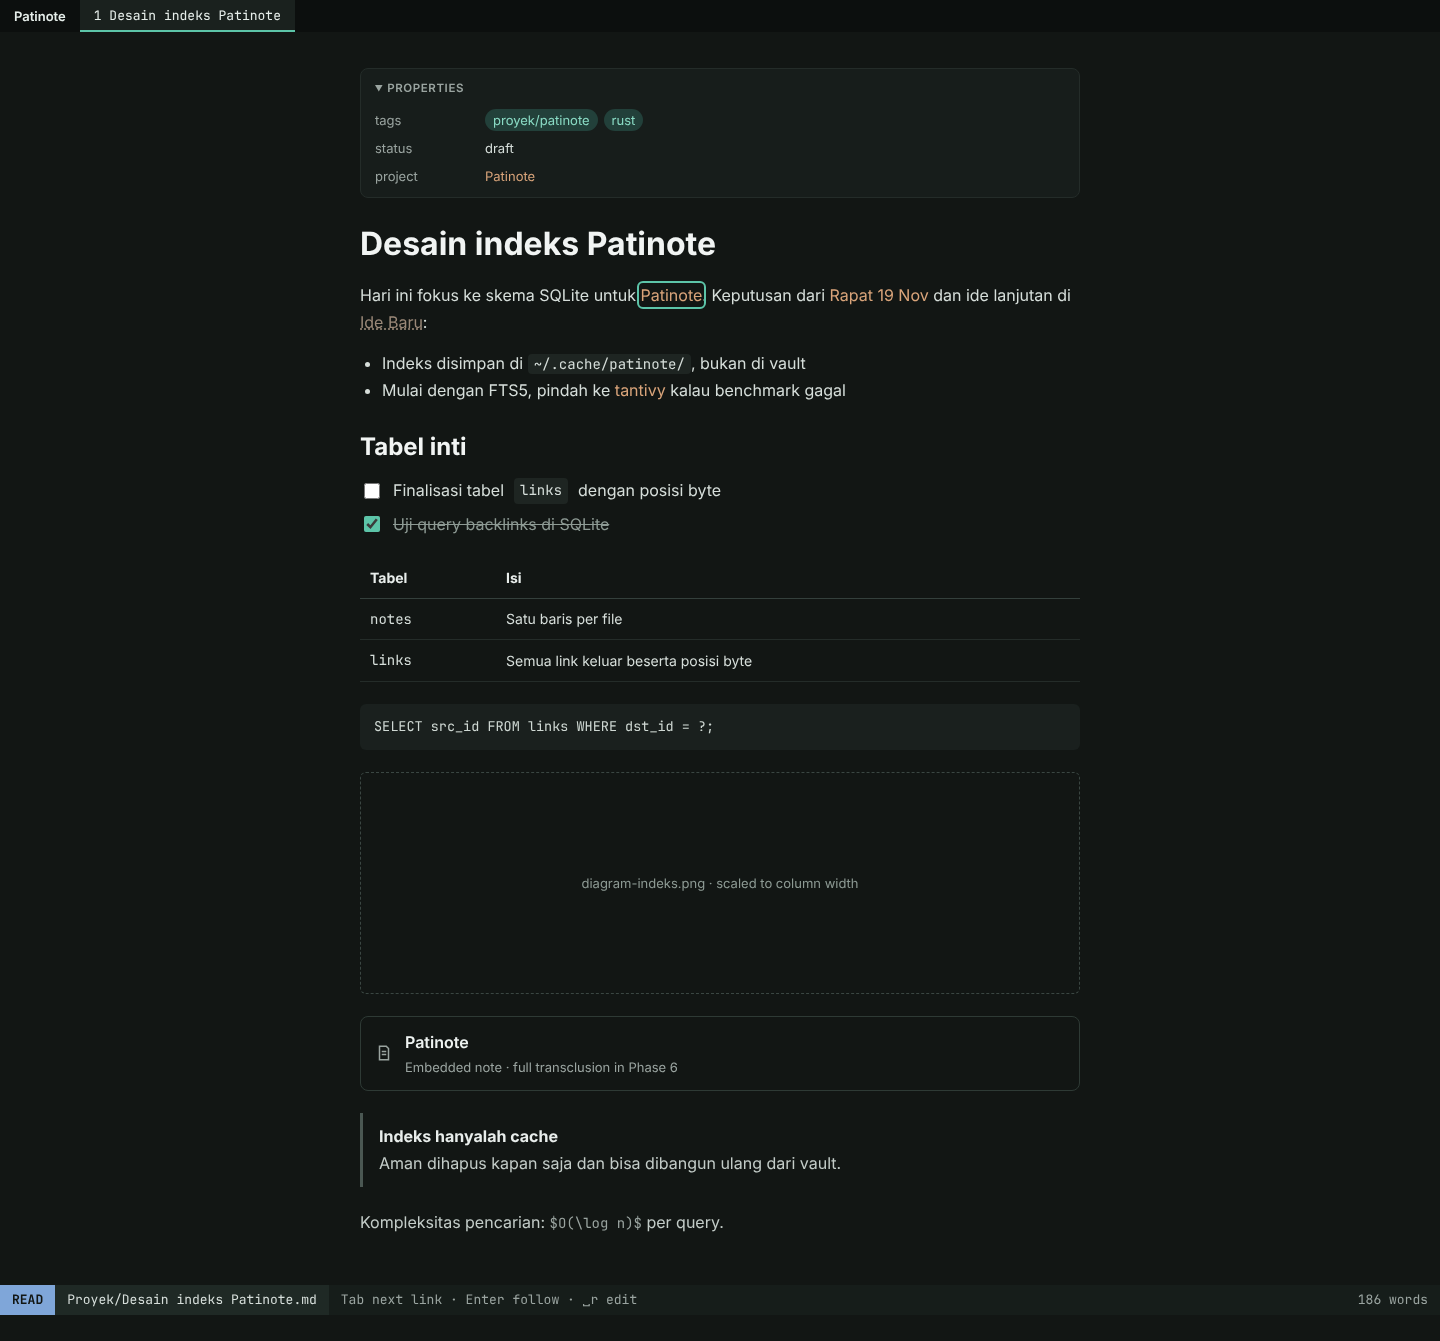 Patinote
1 Desain indeks Patinote
▼ PROPERTIES
tags proyek/patinote rust
status draft
project Patinote
Desain indeks Patinote
Hari ini fokus ke skema SQLite untuk Patinote. Keputusan dari Rapat 19 Nov dan ide lanjutan di
Ide Baru:
• Indeks disimpan di ~/.cache/patinote/, bukan di vault
• Mulai dengan FTS5, pindah ke tantivy kalau benchmark gagal
Tabel inti
Finalisasi tabel links dengan posisi byte
Uji query backlinks di SQLite
Tabel Isi
notes Satu baris per file
links Semua link keluar beserta posisi byte
SELECT src_id FROM links WHERE dst_id = ?;
diagram-indeks.png · scaled to column width
Patinote
Embedded note · full transclusion in Phase 6
Indeks hanyalah cache
Aman dihapus kapan saja dan bisa dibangun ulang dari vault.
Kompleksitas pencarian: $O(\log n)$ per query.
READ Proyek/Desain indeks Patinote.md Tab next link · Enter follow · ␣r edit 186 words